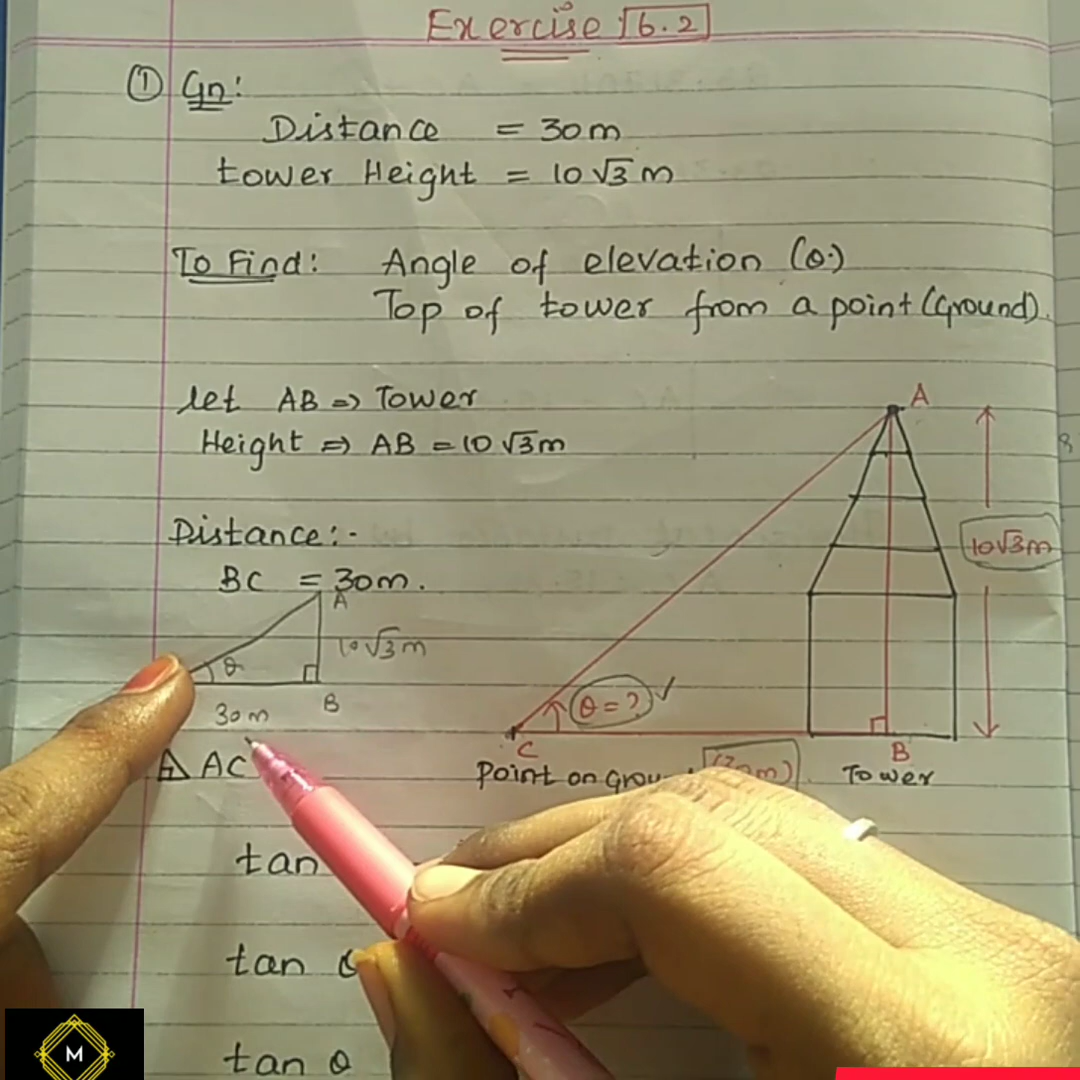 Exercise 6.2
① Gn:
Distance = 30m
tower Height = 10√3 m
To Find: Angle of elevation (θ)
Top of tower from a point (Ground).
let AB => Tower
Height => AB = 10√3m
Distance:-
BC = 30m.
A
10√3m
θ
B
30m
A
10√3m
θ = ? ✓
C
B
Point on (30m) Tower
△ AC
tan
tan θ
tan θ
M